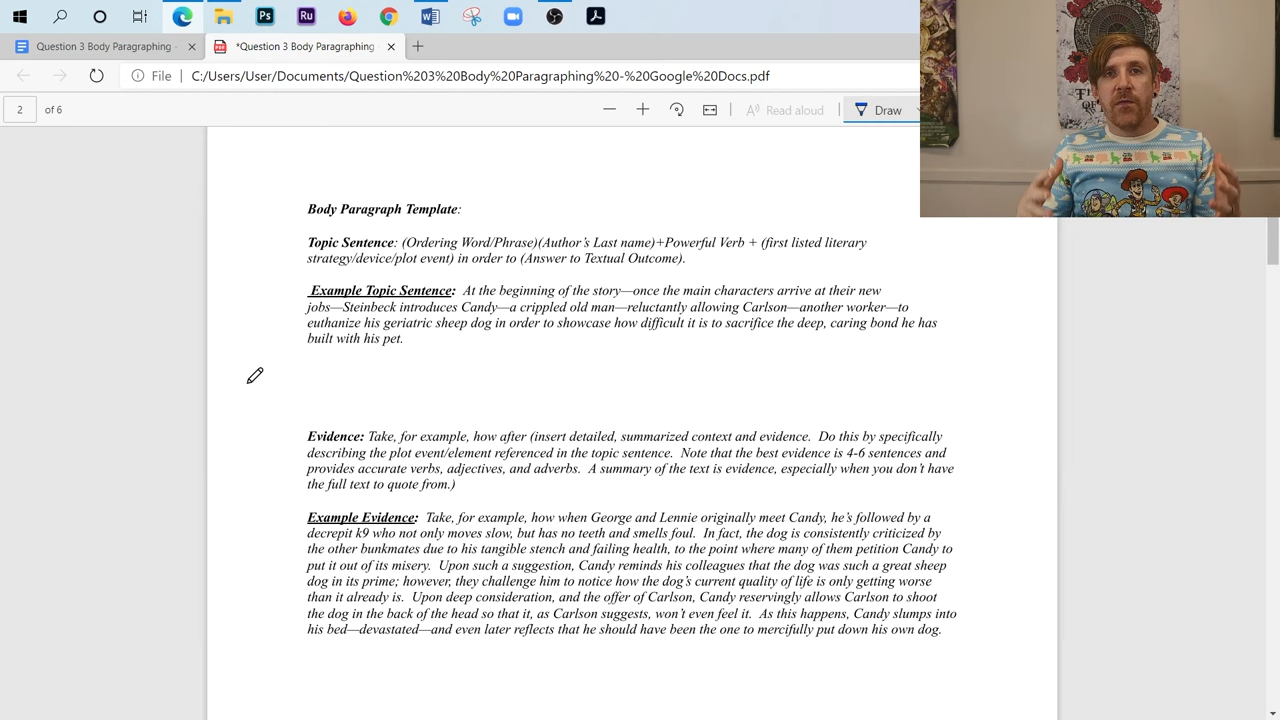 Question 3 Body Paragraphing -
*Question 3 Body Paragraphing
File
C:/Users/User/Documents/Question%203%20Body%20Paragraphing%20-%20Google%20Docs.pdf
2 of 6
Read aloud
Draw
Body Paragraph Template:
Topic Sentence: (Ordering Word/Phrase)(Author's Last name)+Powerful Verb + (first listed literary
strategy/device/plot event) in order to (Answer to Textual Outcome).
Example Topic Sentence: At the beginning of the story—once the main characters arrive at their new
jobs—Steinbeck introduces Candy—a crippled old man—reluctantly allowing Carlson—another worker—to
euthanize his geriatric sheep dog in order to showcase how difficult it is to sacrifice the deep, caring bond he has
built with his pet.
Evidence: Take, for example, how after (insert detailed, summarized context and evidence. Do this by specifically
describing the plot event/element referenced in the topic sentence. Note that the best evidence is 4-6 sentences and
provides accurate verbs, adjectives, and adverbs. A summary of the text is evidence, especially when you don't have
the full text to quote from.)
Example Evidence: Take, for example, how when George and Lennie originally meet Candy, he's followed by a
decrepit k9 who not only moves slow, but has no teeth and smells foul. In fact, the dog is consistently criticized by
the other bunkmates due to his tangible stench and failing health, to the point where many of them petition Candy to
put it out of its misery. Upon such a suggestion, Candy reminds his colleagues that the dog was such a great sheep
dog in its prime; however, they challenge him to notice how the dog's current quality of life is only getting worse
than it already is. Upon deep consideration, and the offer of Carlson, Candy reservingly allows Carlson to shoot
the dog in the back of the head so that it, as Carlson suggests, won't even feel it. As this happens, Candy slumps into
his bed—devastated—and even later reflects that he should have been the one to mercifully put down his own dog.